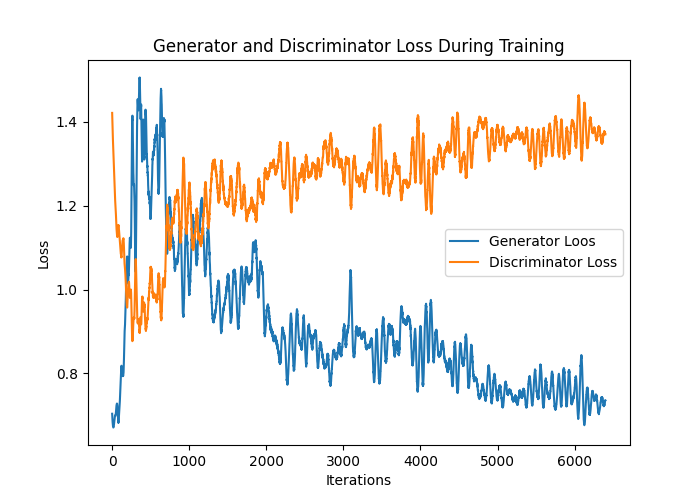 Generator and Discriminator Loss During Training
Loss
1.4
1.2
1.0
0.8
Generator Loos
Discriminator Loss
0
1000
2000
3000
4000
5000
6000
Iterations